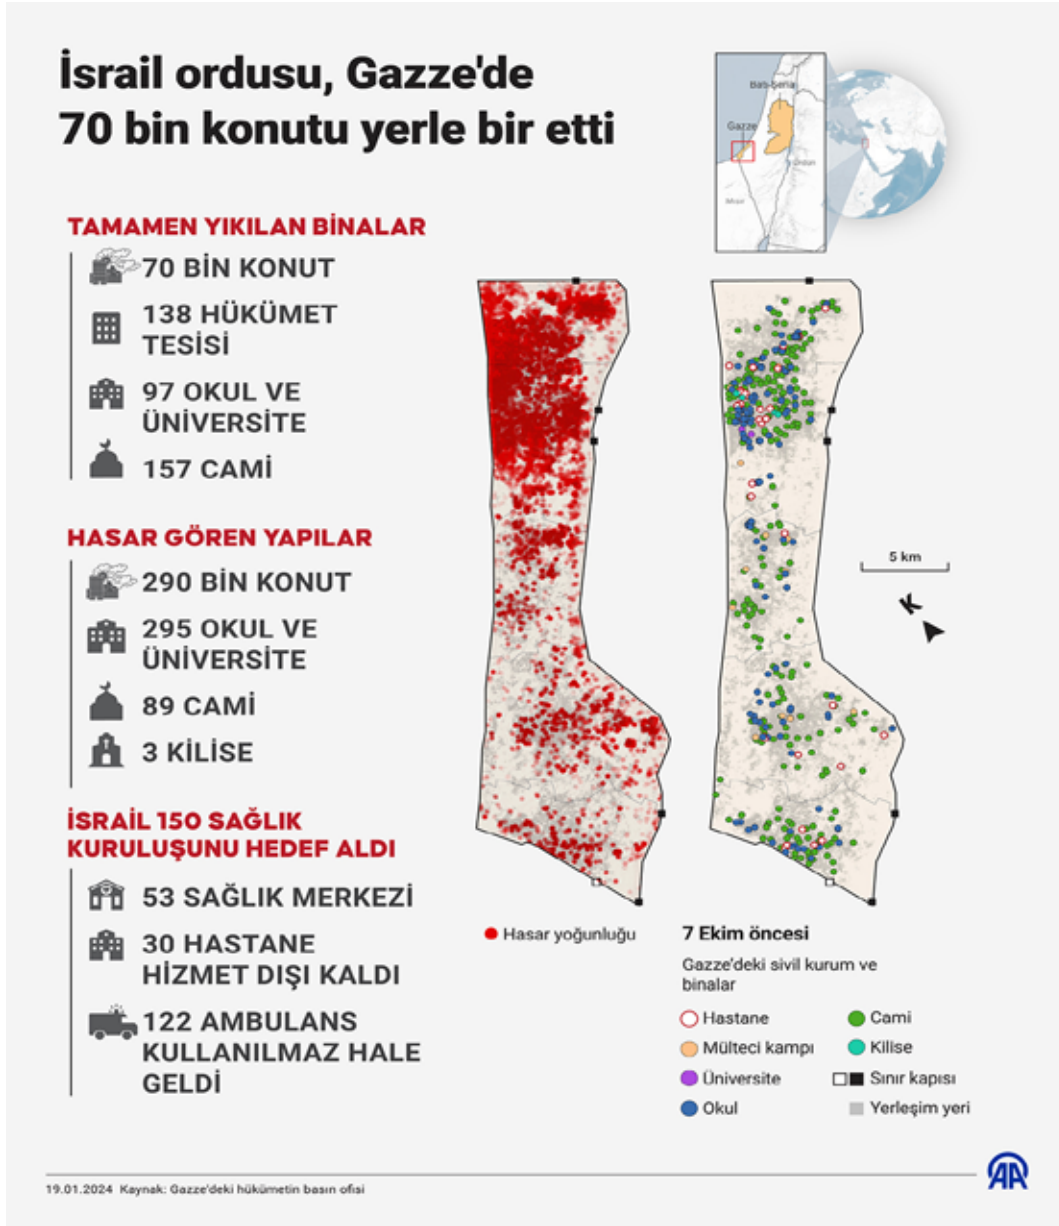 İsrail ordusu, Gazze'de
70 bin konutu yerle bir etti
Batı Şeria
Gazze
Ürdün
Mısır
TAMAMEN YIKILAN BİNALAR
70 BİN KONUT
138 HÜKÜMET
TESİSİ
97 OKUL VE
ÜNİVERSİTE
157 CAMİ
HASAR GÖREN YAPILAR
290 BİN KONUT
295 OKUL VE
ÜNİVERSİTE
89 CAMİ
3 KİLİSE
İSRAİL 150 SAĞLIK
KURULUŞUNU HEDEF ALDI
53 SAĞLIK MERKEZİ
30 HASTANE
HİZMET DIŞI KALDI
122 AMBULANS
KULLANILMAZ HALE
GELDİ
5 km
K
Hasar yoğunluğu
7 Ekim öncesi
Gazze'deki sivil kurum ve
binalar
Hastane
Mülteci kampı
Üniversite
Okul
Cami
Kilise
Sınır kapısı
Yerleşim yeri
19.01.2024 Kaynak: Gazze'deki hükümetin basın ofisi
AA